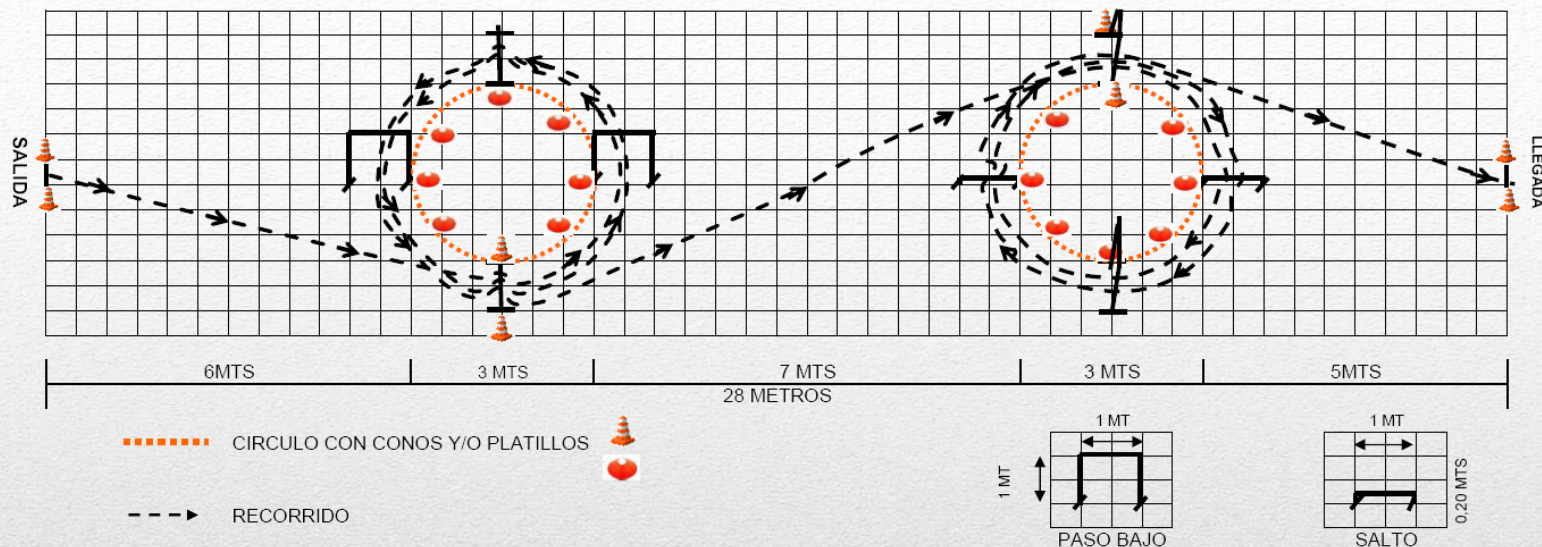 SALIDA
LLEGADA
6MTS
3 MTS
7 MTS
3 MTS
5MTS
28 METROS
CIRCULO CON CONOS Y/O PLATILLOS
RECORRIDO
1 MT
1 MT
PASO BAJO
1 MT
0,20 MTS
SALTO